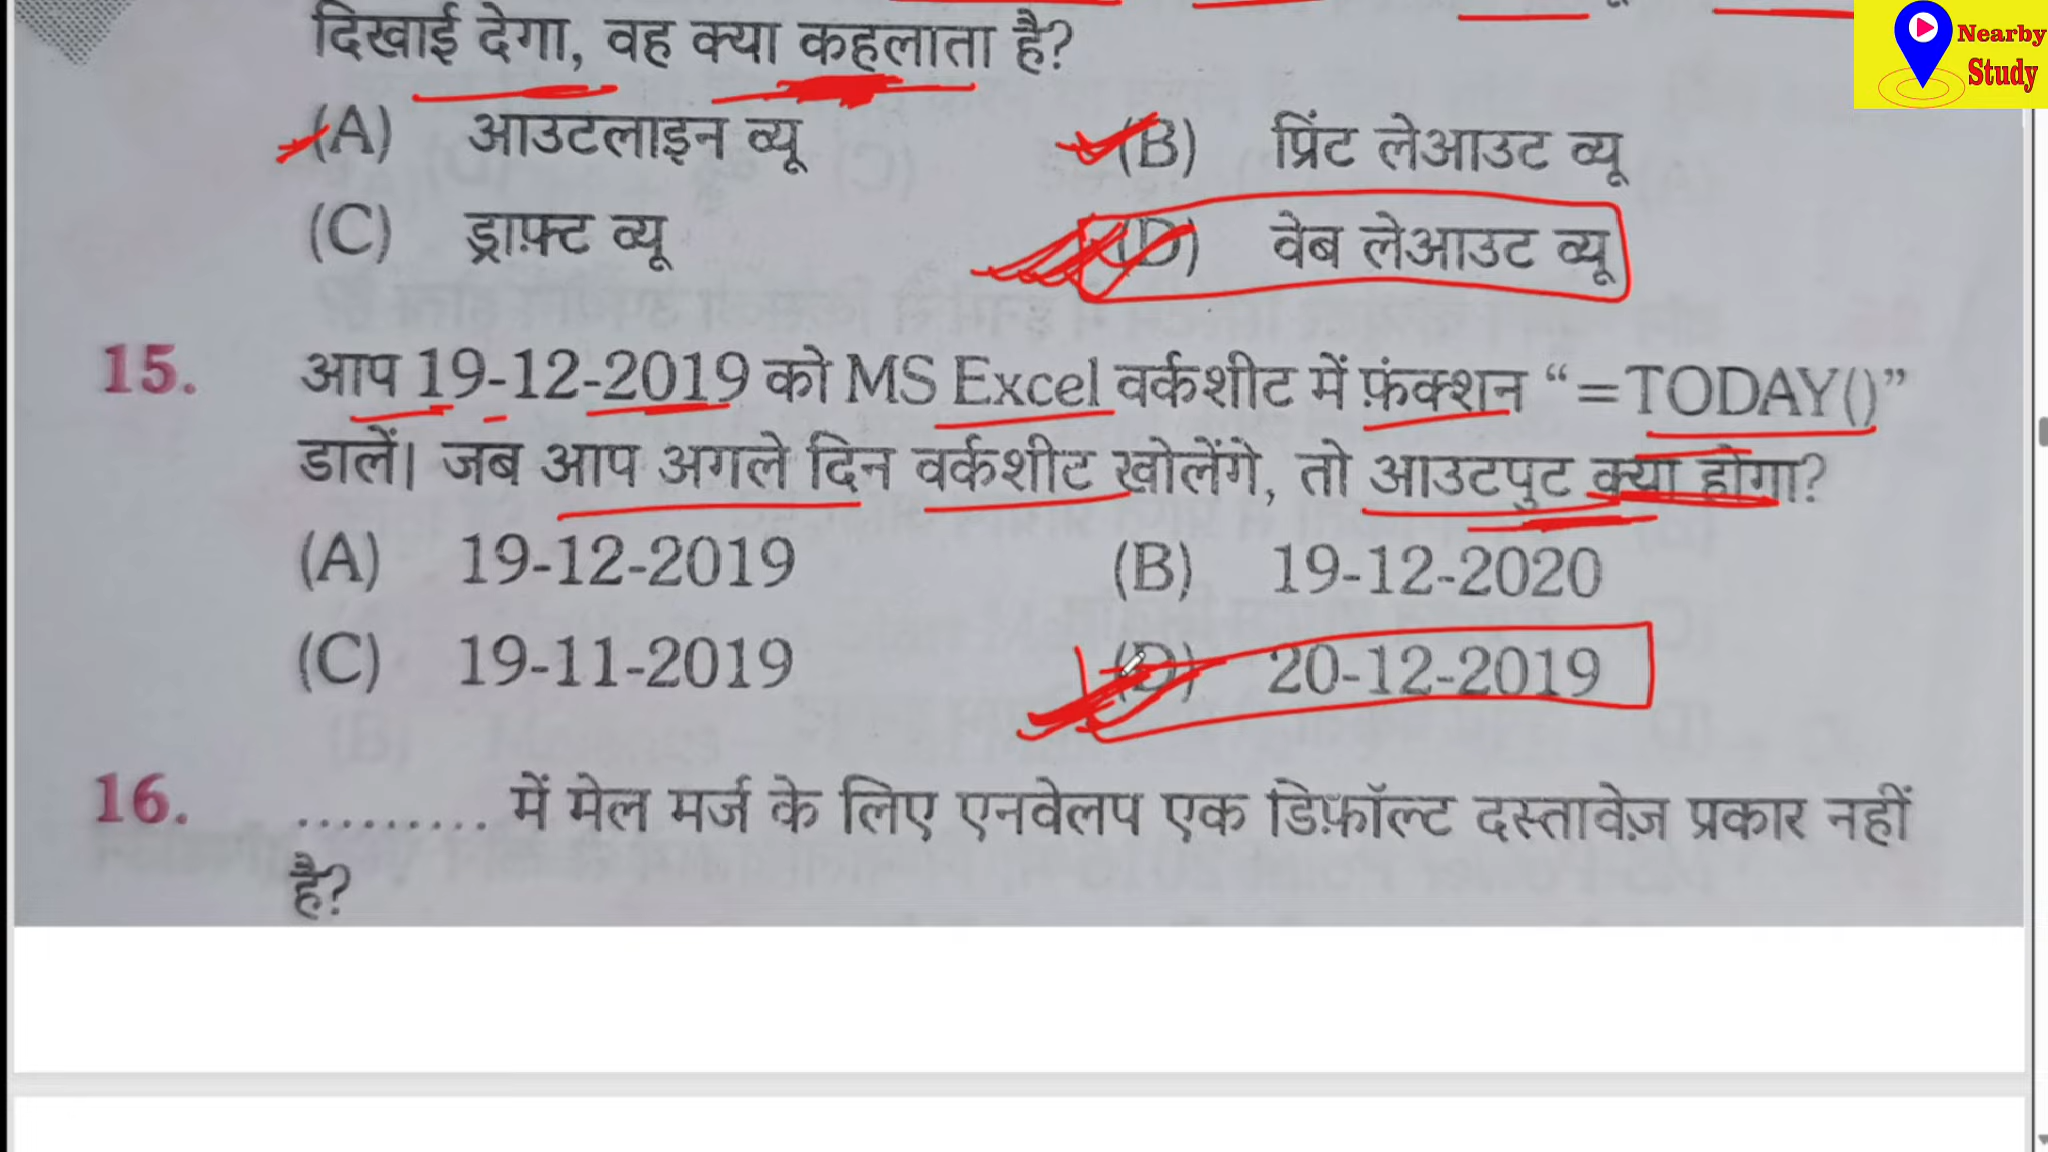 दिखाई देगा, वह क्या कहलाता है?
(A) आउटलाइन व्यू (B) प्रिंट लेआउट व्यू
(C) ड्राफ़्ट व्यू (D) वेब लेआउट व्यू
15. आप 19-12-2019 को MS Excel वर्कशीट में फ़ंक्शन “=TODAY()”
डालें। जब आप अगले दिन वर्कशीट खोलेंगे, तो आउटपुट क्या होगा?
(A) 19-12-2019 (B) 19-12-2020
(C) 19-11-2019 (D) 20-12-2019
16. ......... में मेल मर्ज के लिए एनवेलप एक डिफ़ॉल्ट दस्तावेज़ प्रकार नहीं
है?
Nearby
Study